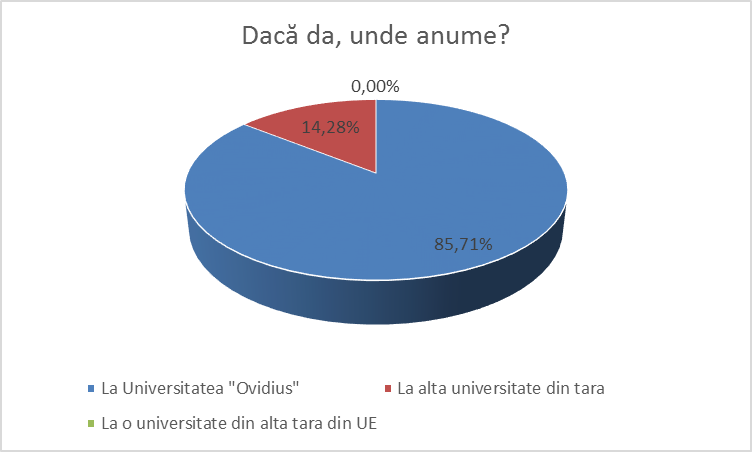 Dacă da, unde anume?
0,00%
14,28%
85,71%
La Universitatea "Ovidius"
La alta universitate din tara
La o universitate din alta tara din UE